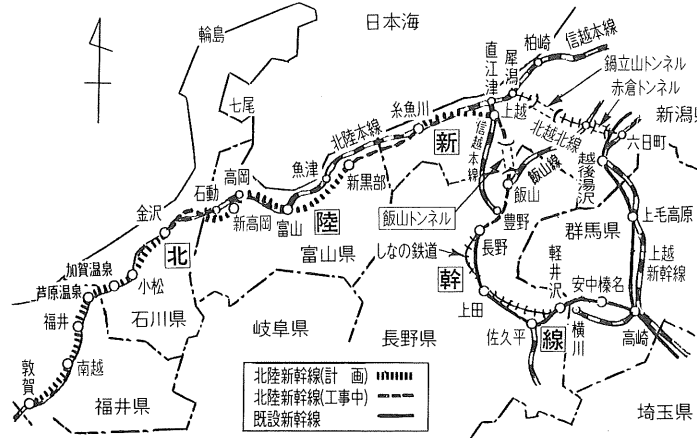 日本海
輪島
七尾
石動
高岡
新高岡
金沢
加賀温泉
芦原温泉
小松
福井
敦賀
南越
福井県
石川県
岐阜県
富山県
長野県
群馬県
埼玉県
新潟県
魚津
富山
新黒部
北陸本線
糸魚川
直江津
犀潟
柏崎
信越本線
上越
鍋立山トンネル
赤倉トンネル
北越北線
六日町
越後湯沢
信越本線
飯山線
飯山
飯山トンネル
豊野
長野
しなの鉄道
上田
佐久平
軽井沢
横川
安中榛名
高崎
上毛高原
上越新幹線
北
陸
新
幹
線
北陸新幹線(計 画)
北陸新幹線(工事中)
既設新幹線